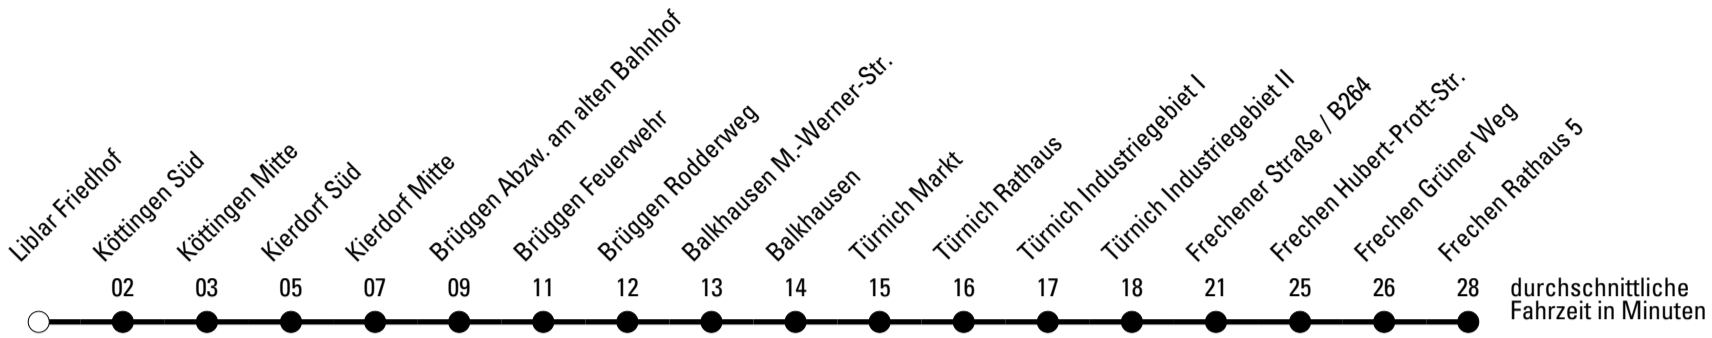 Liblar Friedhof
Köttingen Süd
Köttingen Mitte
Kierdorf Süd
Kierdorf Mitte
Brüggen Abzw. am alten Bahnhof
Brüggen Feuerwehr
Brüggen Rodderweg
Balkhausen M.-Werner-Str.
Balkhausen
Türnich Markt
Türnich Rathaus
Türnich Industriegebiet I
Türnich Industriegebiet II
Frechener Straße / B264
Frechen Hubert-Prott-Str.
Frechen Grüner Weg
Frechen Rathaus 5
02 03 05 07 09 11 12 13 14 15 16 17 18 21 25 26 28
durchschnittliche
Fahrzeit in Minuten